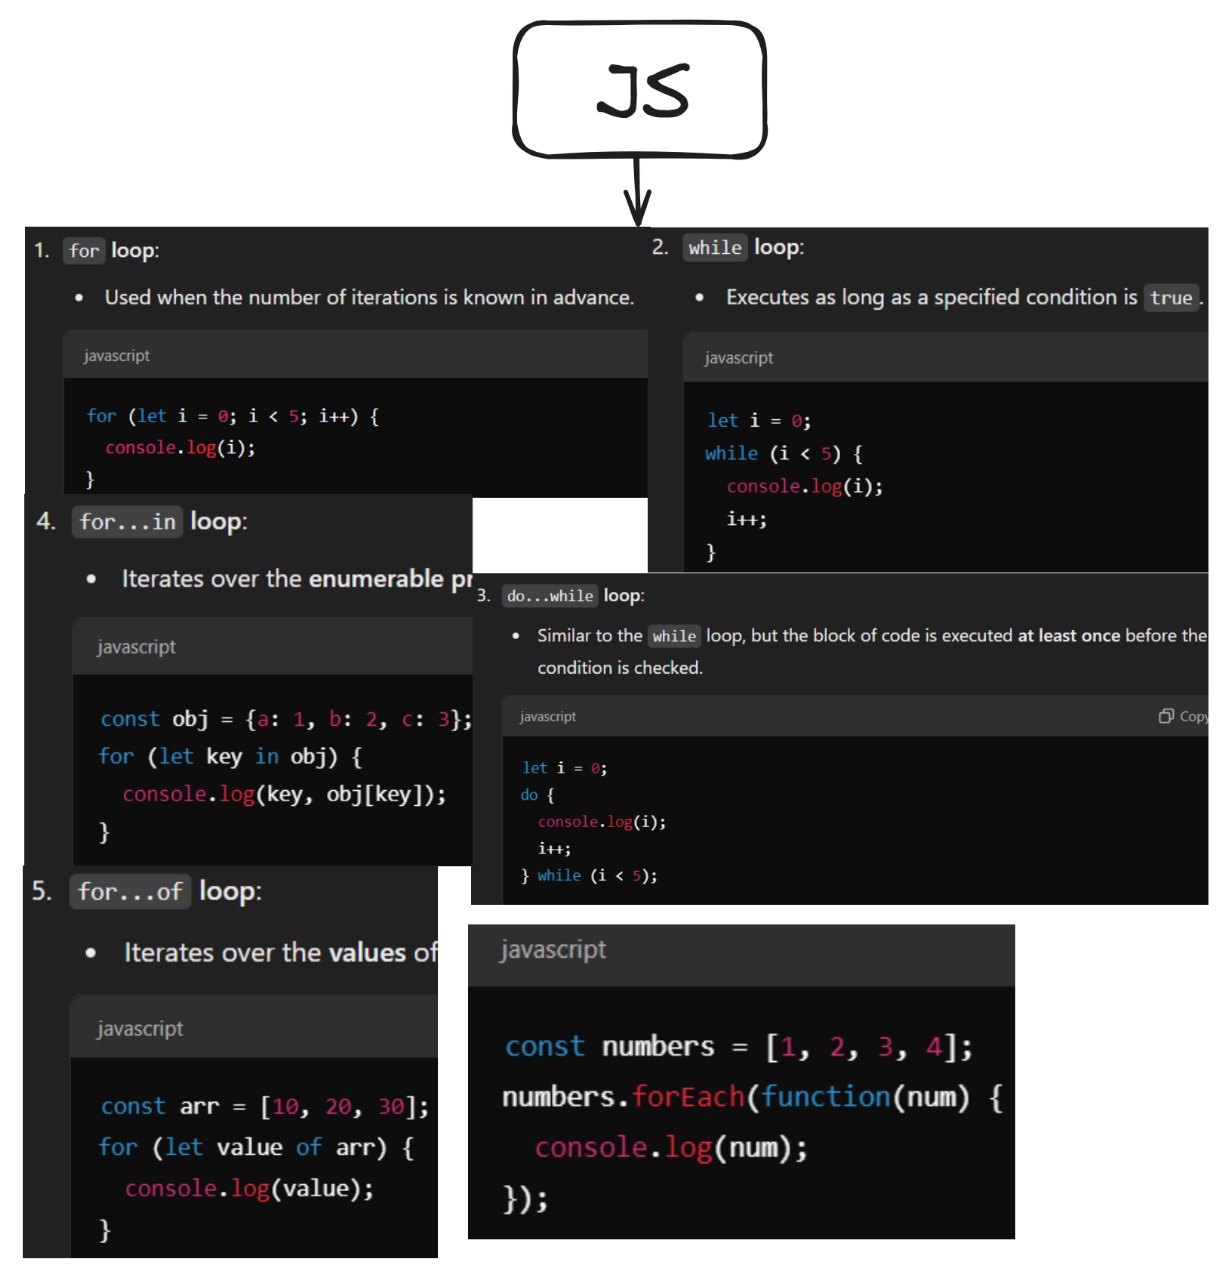 JS
1. for loop:
• Used when the number of iterations is known in advance.
javascript
for (let i = 0; i < 5; i++) {
  console.log(i);
}
2. while loop:
• Executes as long as a specified condition is true.
javascript
let i = 0;
while (i < 5) {
  console.log(i);
  i++;
}
3. do...while loop:
• Similar to the while loop, but the block of code is executed at least once before the
condition is checked.
javascript
Copy
let i = 0;
do {
  console.log(i);
  i++;
} while (i < 5);
4. for...in loop:
• Iterates over the enumerable pr
javascript
const obj = {a: 1, b: 2, c: 3};
for (let key in obj) {
  console.log(key, obj[key]);
}
5. for...of loop:
• Iterates over the values of
javascript
const arr = [10, 20, 30];
for (let value of arr) {
  console.log(value);
}
javascript
const numbers = [1, 2, 3, 4];
numbers.forEach(function(num) {
  console.log(num);
});